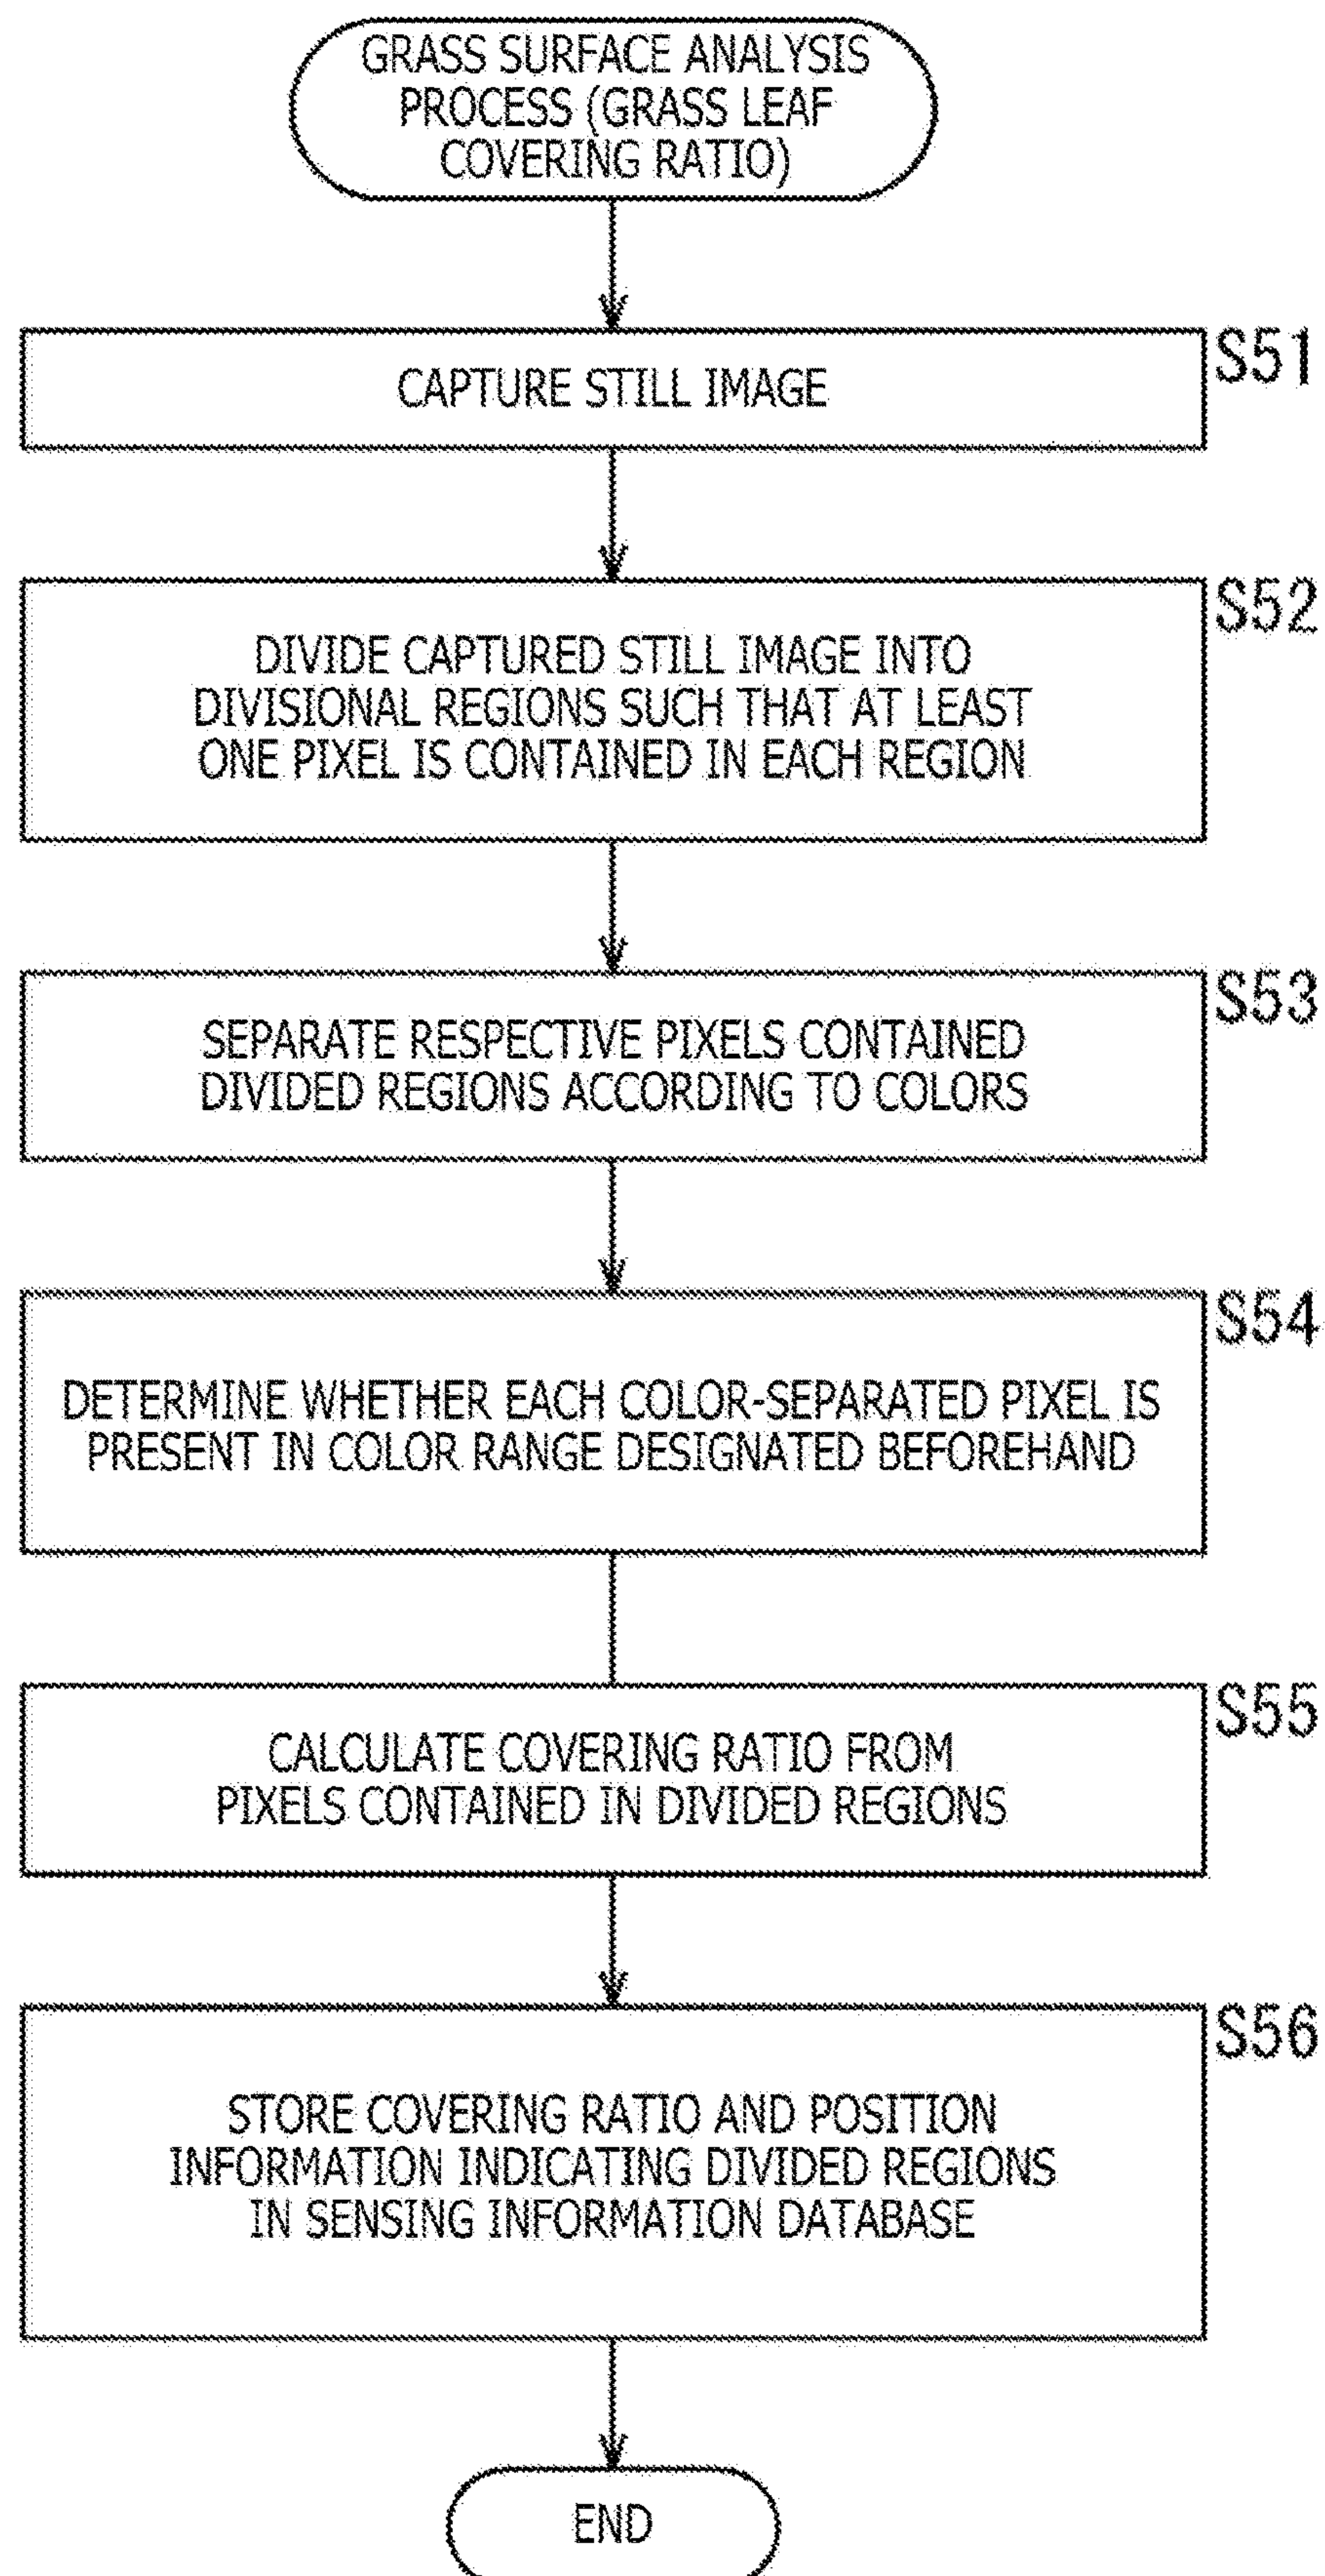 GRASS SURFACE ANALYSIS
PROCESS (GRASS LEAF
COVERING RATIO)
S51
CAPTURE STILL IMAGE
S52
DIVIDE CAPTURED STILL IMAGE INTO
DIVISIONAL REGIONS SUCH THAT AT LEAST
ONE PIXEL IS CONTAINED IN EACH REGION
S53
SEPARATE RESPECTIVE PIXELS CONTAINED
DIVIDED REGIONS ACCORDING TO COLORS
S54
DETERMINE WHETHER EACH COLOR-SEPARATED PIXEL IS
PRESENT IN COLOR RANGE DESIGNATED BEFOREHAND
S55
CALCULATE COVERING RATIO FROM
PIXELS CONTAINED IN DIVIDED REGIONS
S56
STORE COVERING RATIO AND POSITION
INFORMATION INDICATING DIVIDED REGIONS
IN SENSING INFORMATION DATABASE
END